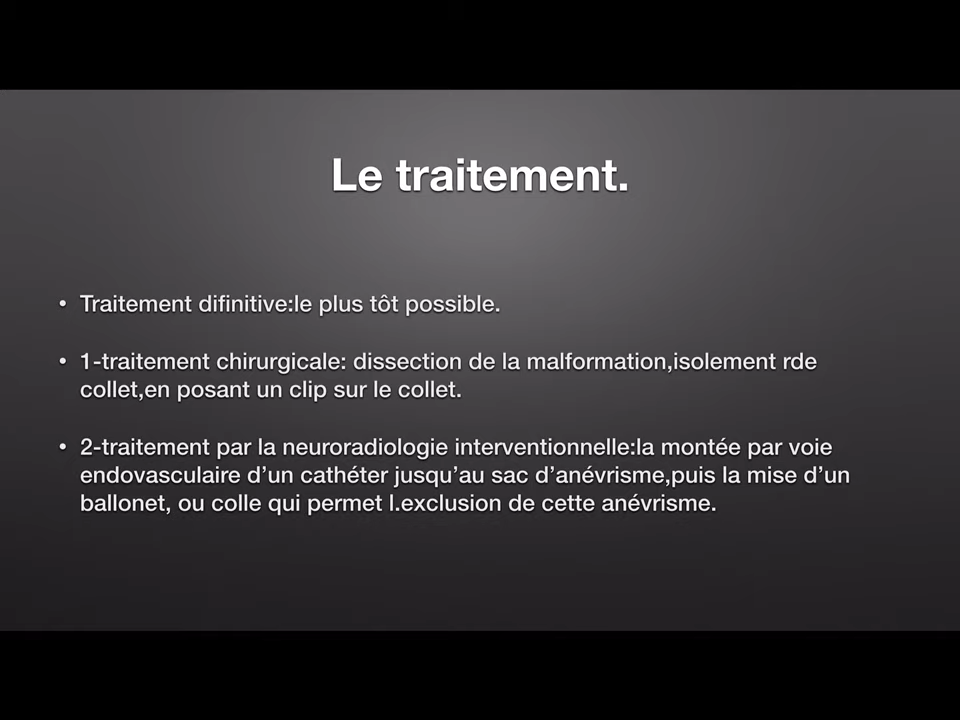 Le traitement.
• Traitement difinitive:le plus tôt possible.
• 1-traitement chirurgicale: dissection de la malformation,isolement rde
collet,en posant un clip sur le collet.
• 2-traitement par la neuroradiologie interventionnelle:la montée par voie
endovasculaire d’un cathéter jusqu’au sac d’anévrisme,puis la mise d’un
ballonet, ou colle qui permet l.exclusion de cette anévrisme.